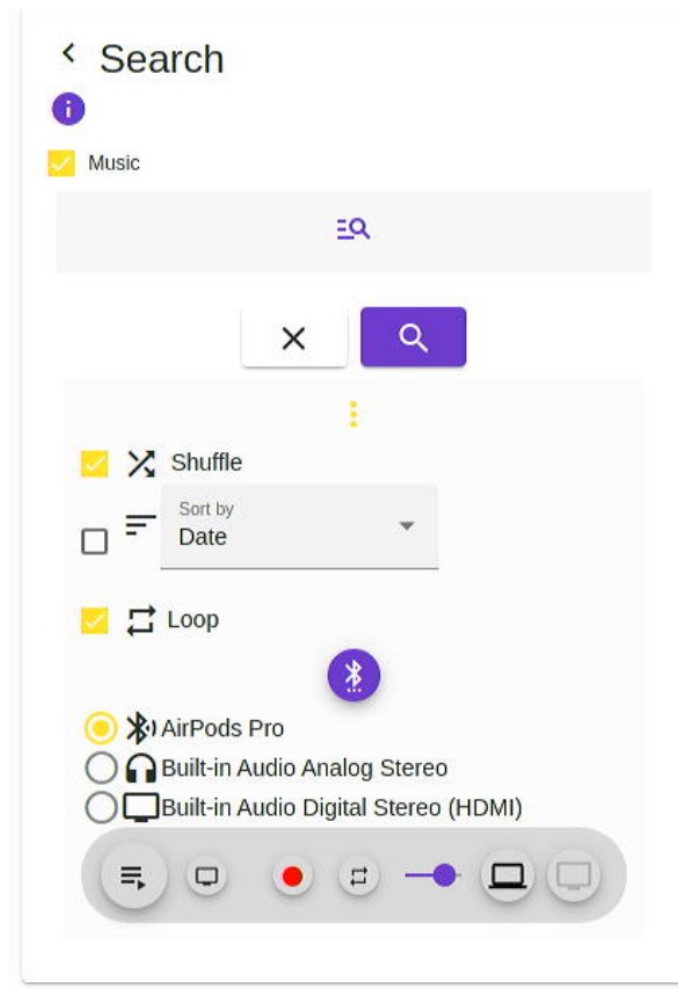 Search
Music
Shuffle
Sort by
Date
Loop
AirPods Pro
Built-in Audio Analog Stereo
Built-in Audio Digital Stereo (HDMI)